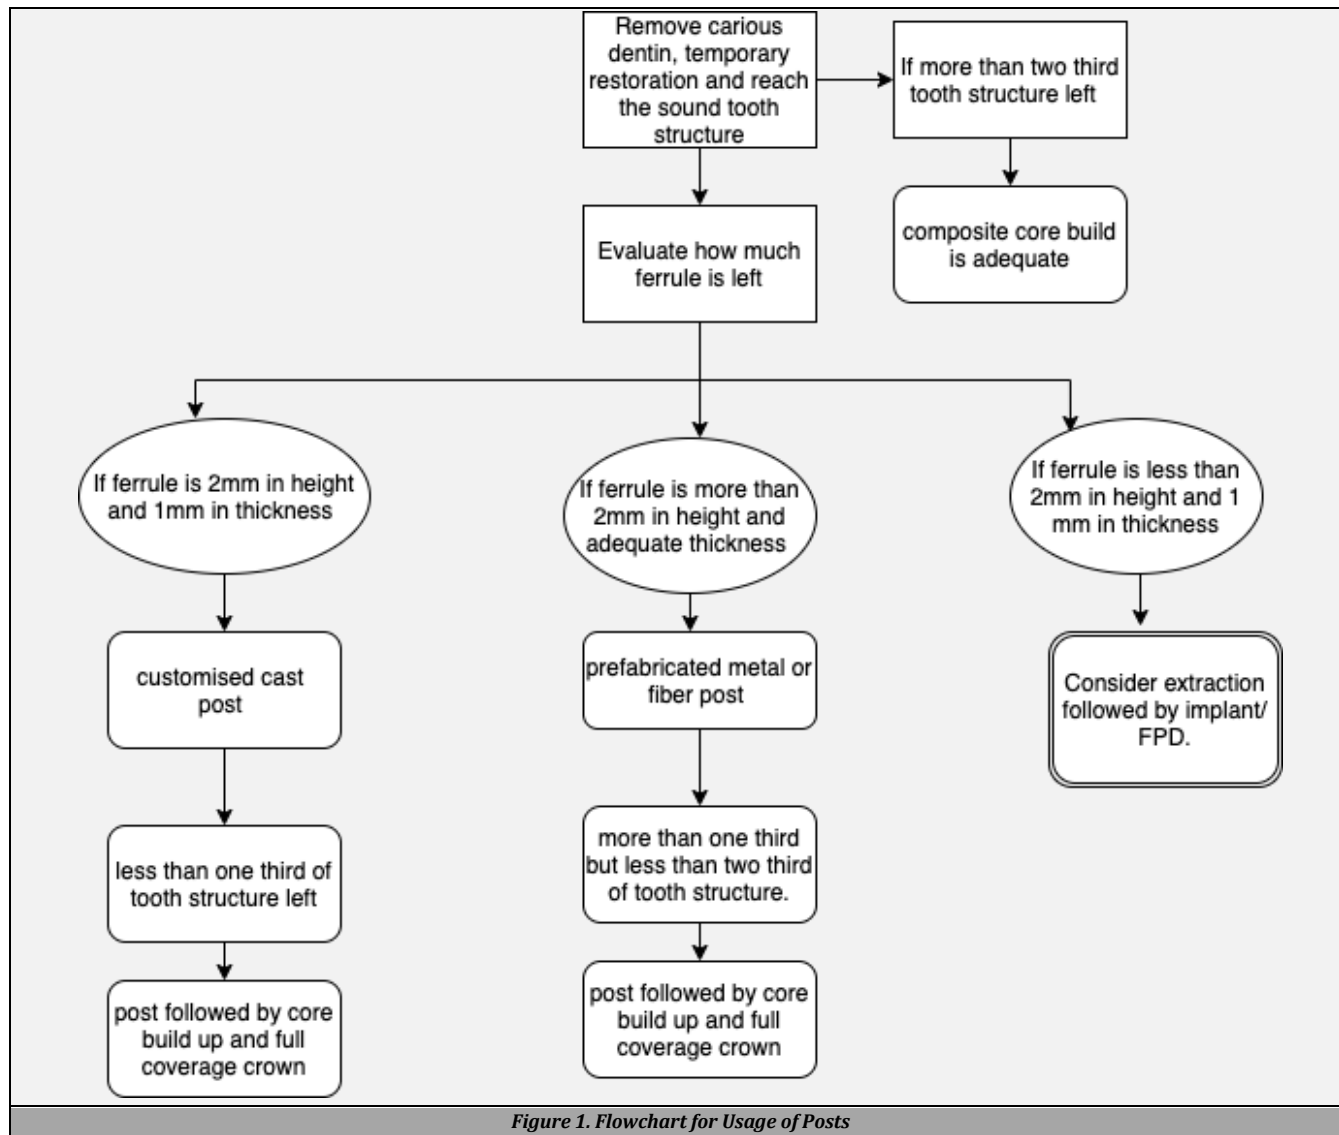 Remove carious
dentin, temporary
restoration and reach
the sound tooth
structure
If more than two third
tooth structure left
composite core build
is adequate
Evaluate how much
ferrule is left
If ferrule is 2mm in height
and 1mm in thickness
If ferrule is more than
2mm in height and
adequate thickness
If ferrule is less than
2mm in height and 1
mm in thickness
customised cast
post
prefabricated metal or
fiber post
Consider extraction
followed by implant/
FPD.
less than one third of
tooth structure left
more than one third
but less than two third
of tooth structure.
post followed by core
build up and full
coverage crown
post followed by core
build up and full
coverage crown
Figure 1. Flowchart for Usage of Posts